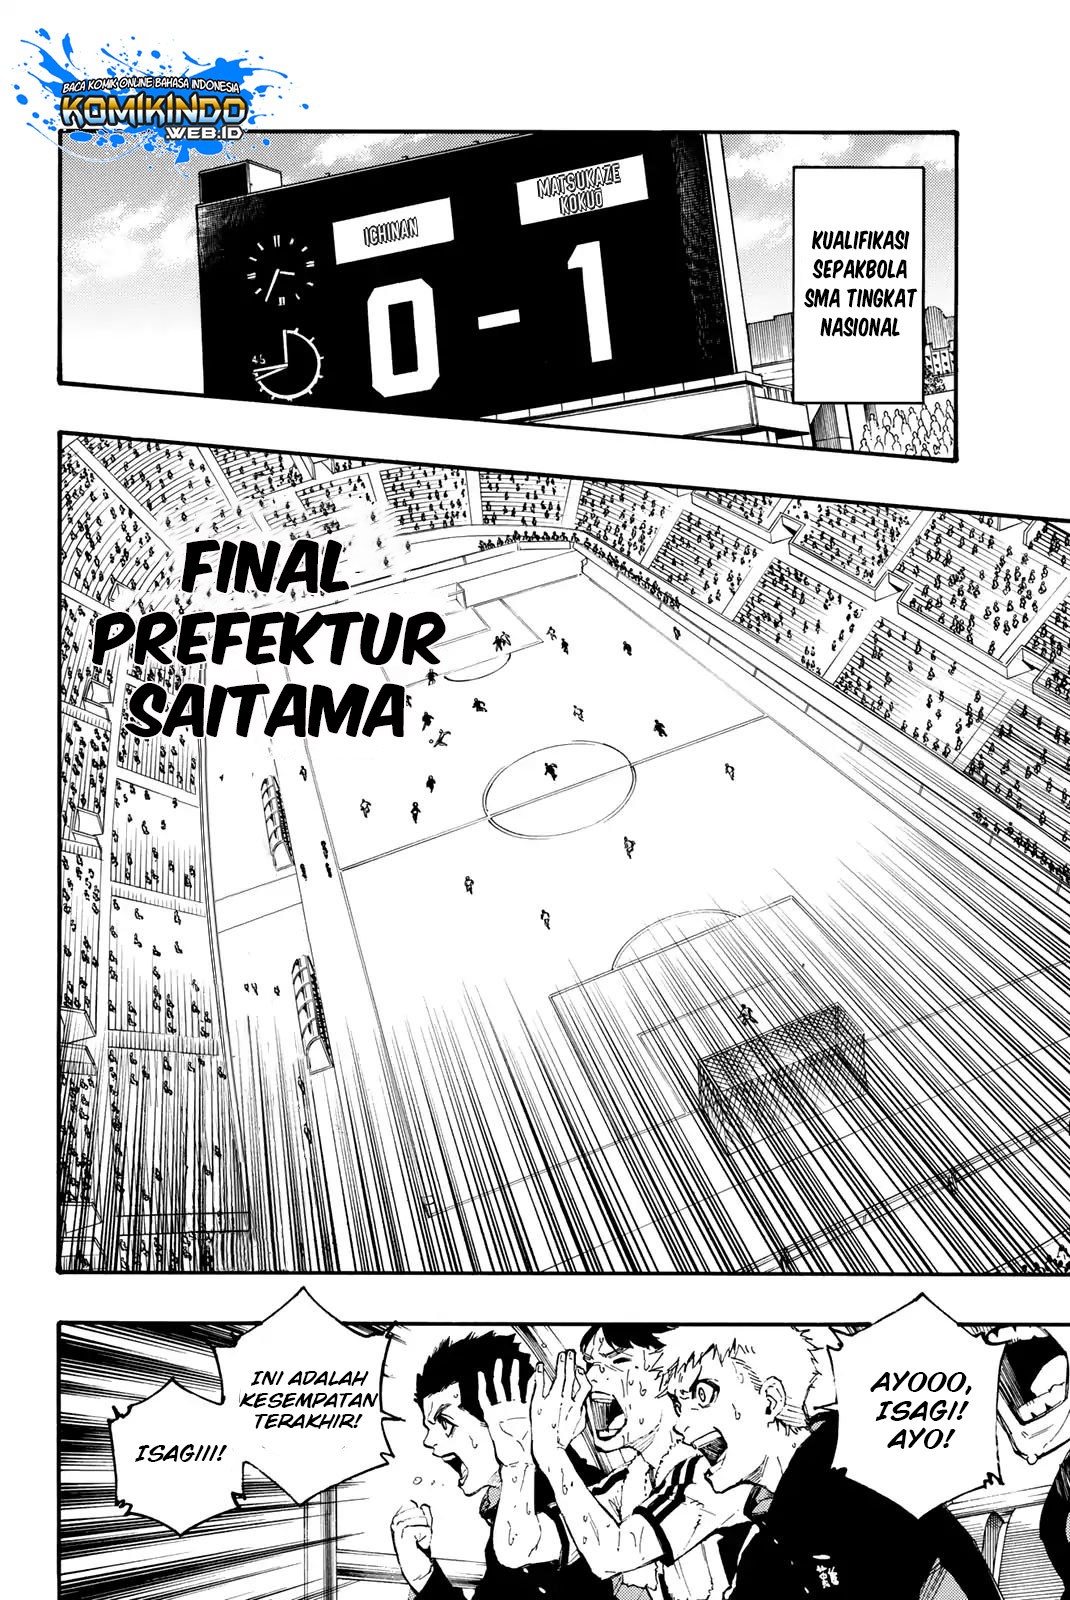 BACA KOMIK ONLINE BAHASA INDONESIA
KOMIKINDO
WEB.ID
KUALIFIKASI
SEPAKBOLA
SMA TINGKAT
NASIONAL
ICHINAN
MATSUKAZE
KOKUO
0 - 1
45
FINAL
PREFEKTUR
SAITAMA
AYOOO,
ISAGI!
AYO!
INI ADALAH
KESEMPATAN
TERAKHIR!
ISAGIII!